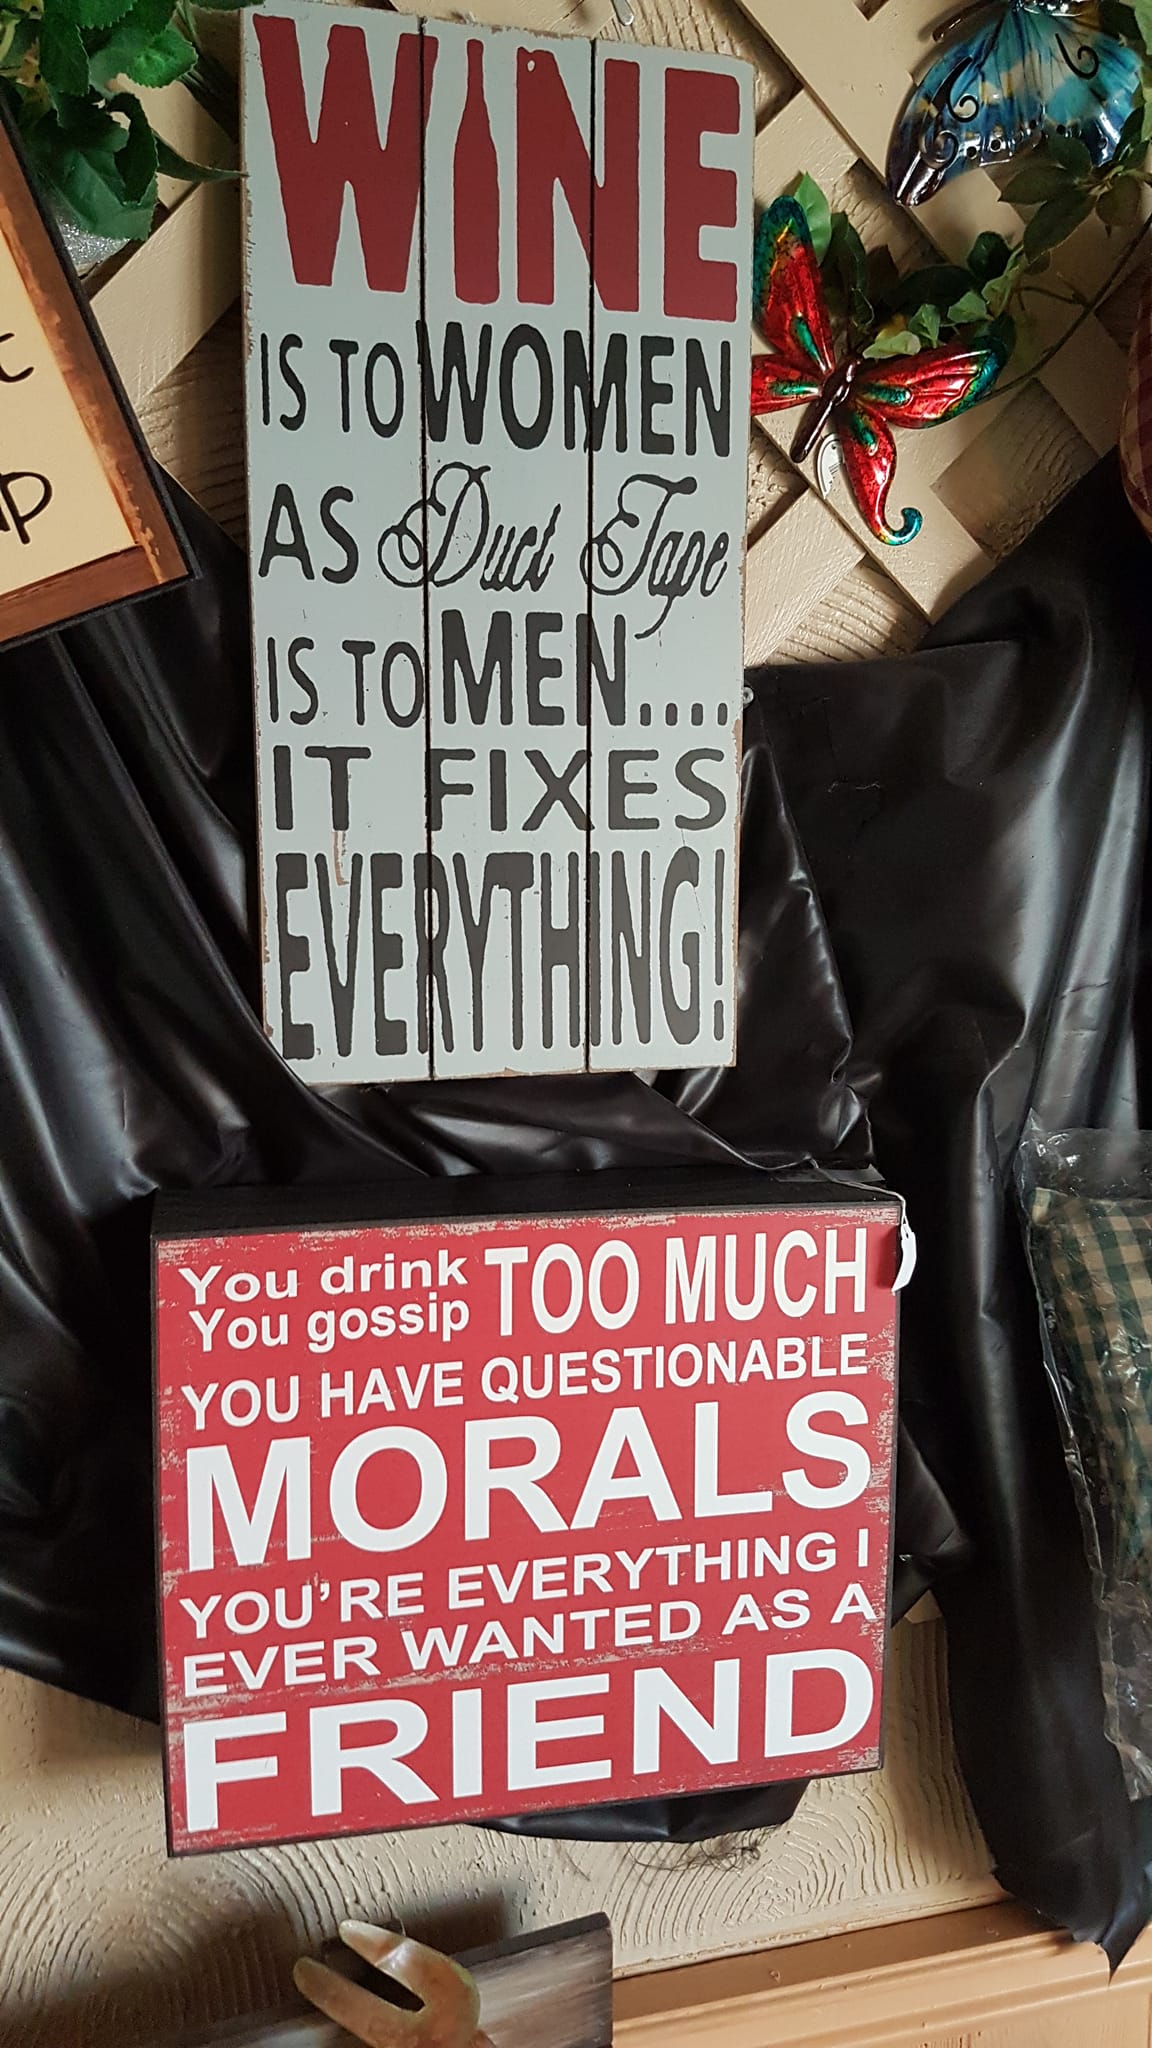 WINE
IS TO WOMEN
AS Duct Tape
IS TO MEN....
IT FIXES
EVERYTHING!
You drink
You gossip TOO MUCH
YOU HAVE QUESTIONABLE
MORALS
YOU'RE EVERYTHING I
EVER WANTED AS A
FRIEND